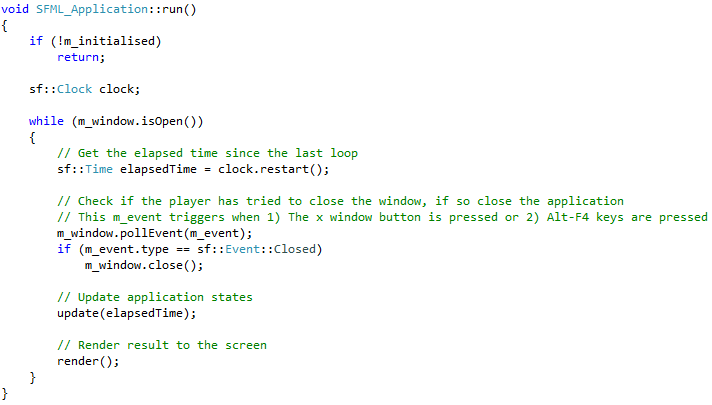 void SFML_Application::run()
{
    if (!m_initialised)
        return;

    sf::Clock clock;

    while (m_window.isOpen())
    {
        // Get the elapsed time since the last loop
        sf::Time elapsedTime = clock.restart();

        // Check if the player has tried to close the window, if so close the application
        // This m_event triggers when 1) The x window button is pressed or 2) Alt-F4 keys are pressed
        m_window.pollEvent(m_event);
        if (m_event.type == sf::Event::Closed)
            m_window.close();

        // Update application states
        update(elapsedTime);

        // Render result to the screen
        render();
    }
}